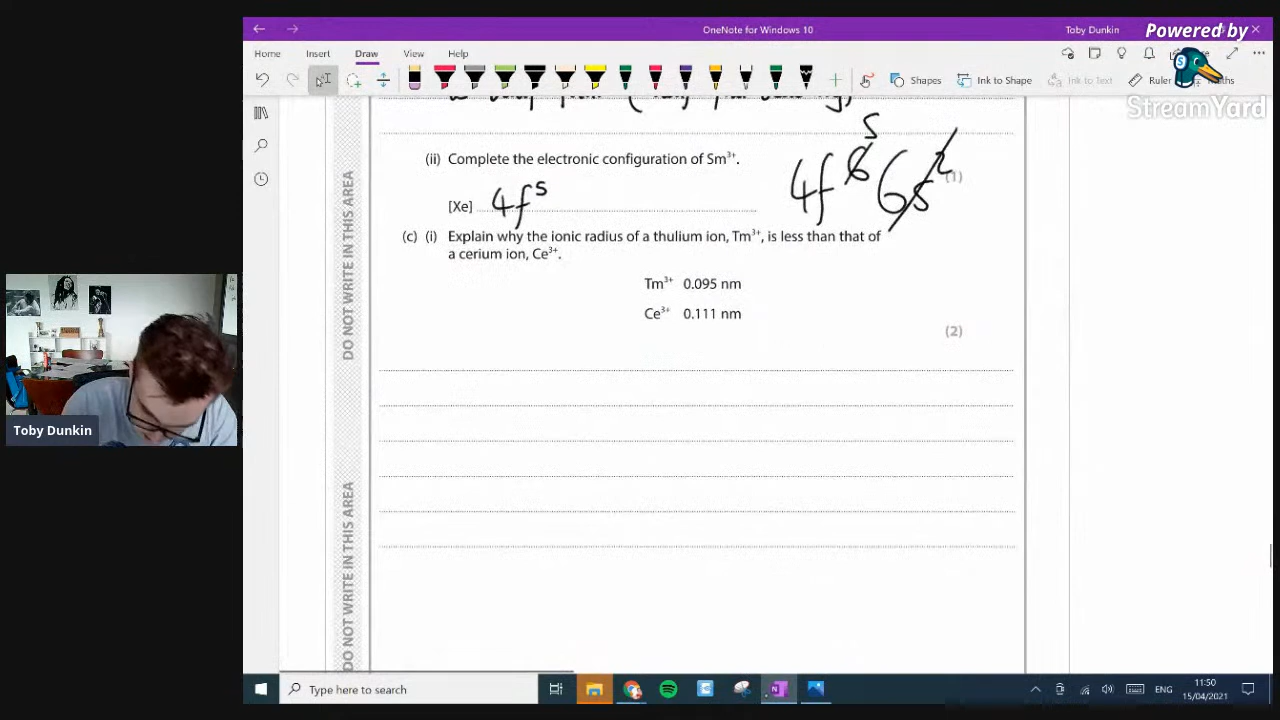 OneNote for Windows 10
Toby Dunkin
Powered by
StreamYard
Home Insert Draw View Help
Shapes Ink to Shape Ink to Text Ruler Maths
(ii) Complete the electronic configuration of Sm³⁺.
(1)
[Xe] 4f⁵
4f 6 5 6s²
(c) (i) Explain why the ionic radius of a thulium ion, Tm³⁺, is less than that of
a cerium ion, Ce³⁺.
Tm³⁺ 0.095 nm
Ce³⁺ 0.111 nm
(2)
DO NOT WRITE IN THIS AREA
DO NOT WRITE IN THIS AREA
Toby Dunkin
Type here to search
ENG
11:50
15/04/2021